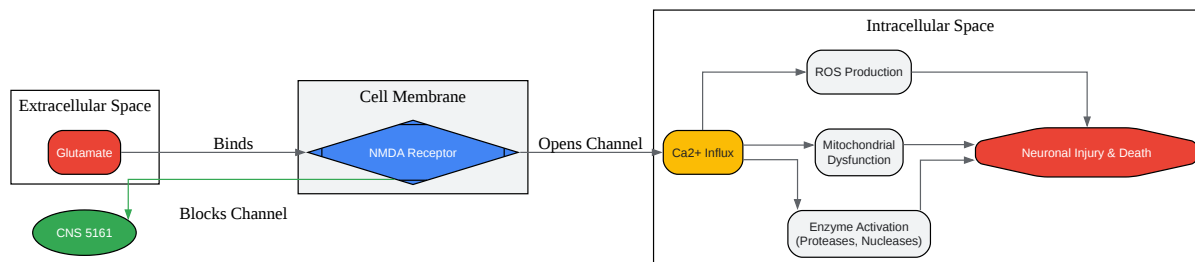 Extracellular Space
Glutamate
Binds
Cell Membrane
NMDA Receptor
Opens Channel
Blocks Channel
CNS 5161
Intracellular Space
Ca2+ Influx
ROS Production
Mitochondrial
Dysfunction
Enzyme Activation
(Proteases, Nucleases)
Neuronal Injury & Death